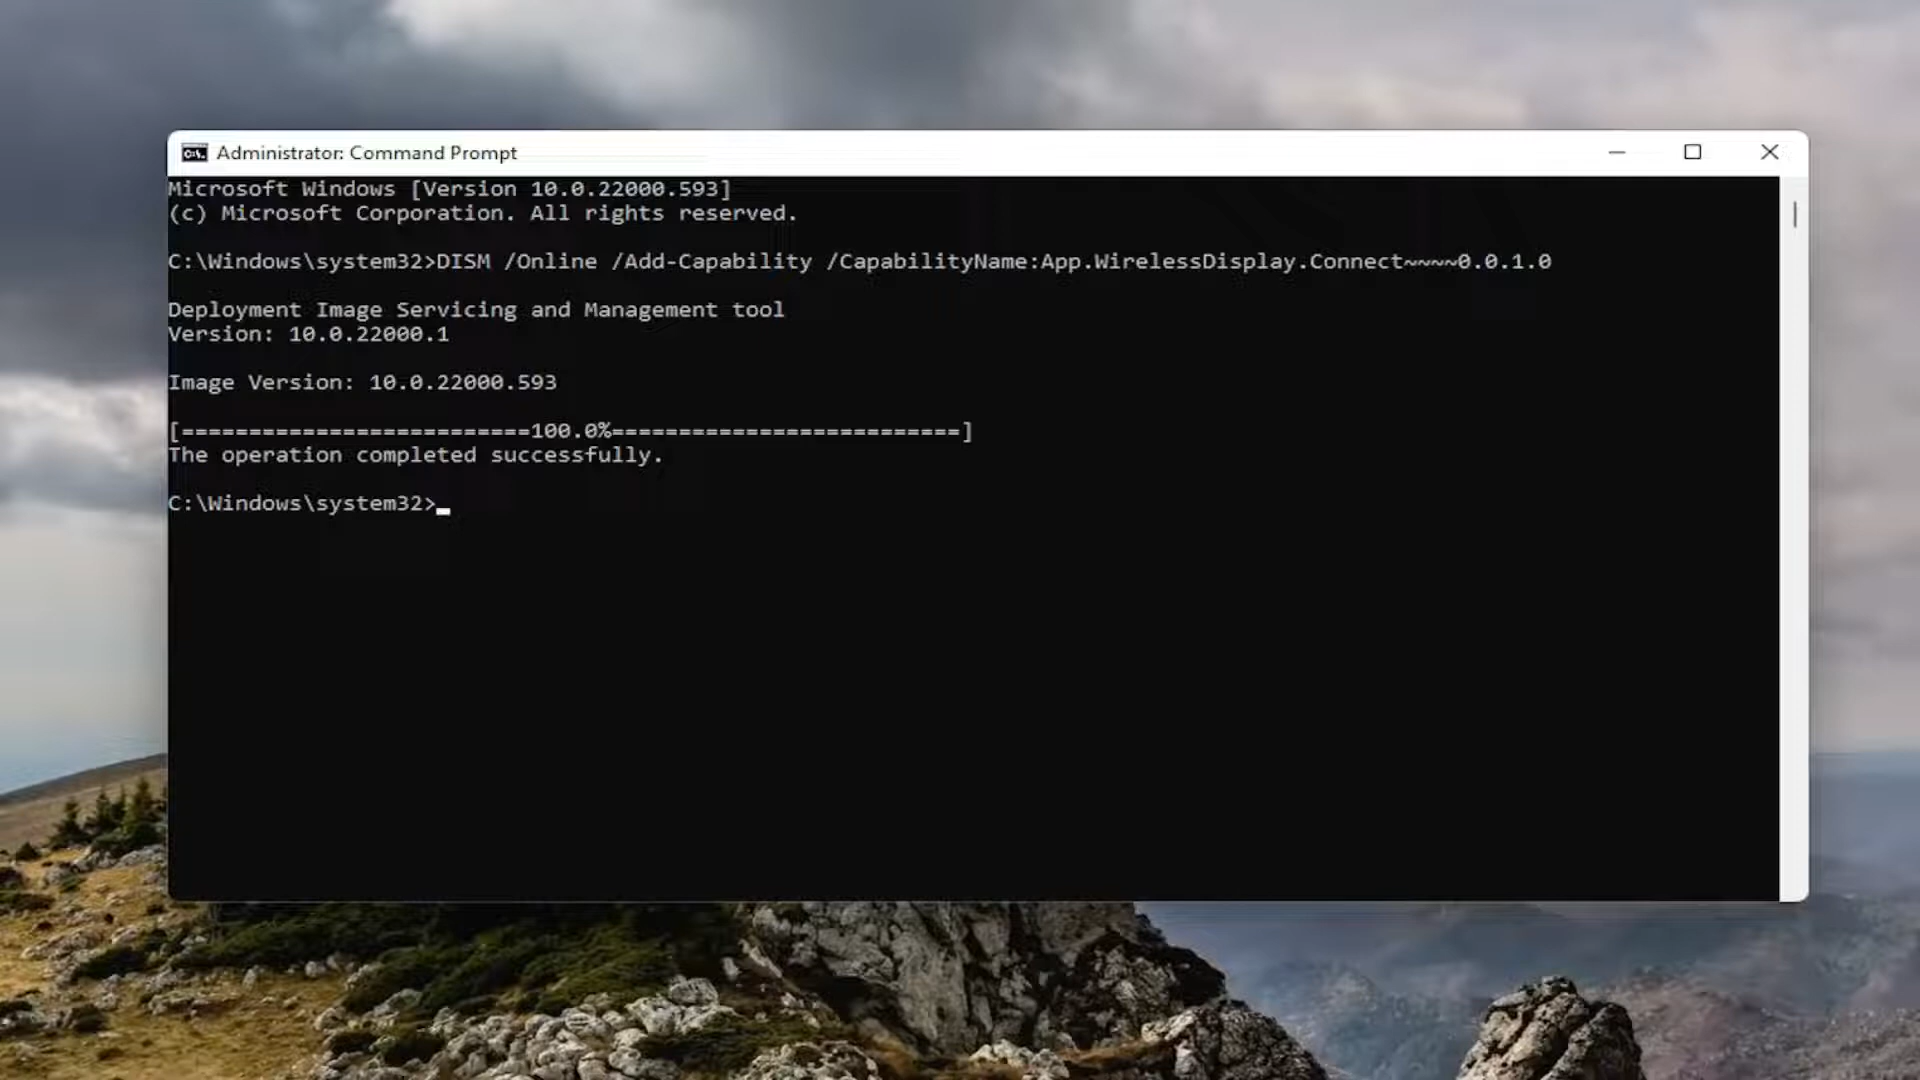 Administrator: Command Prompt
Microsoft Windows [Version 10.0.22000.593]
(c) Microsoft Corporation. All rights reserved.
C:\Windows\system32>DISM /Online /Add-Capability /CapabilityName:App.WirelessDisplay.Connect~~~~0.0.1.0
Deployment Image Servicing and Management tool
Version: 10.0.22000.1
Image Version: 10.0.22000.593
[==========================100.0%==========================]
The operation completed successfully.
C:\Windows\system32>